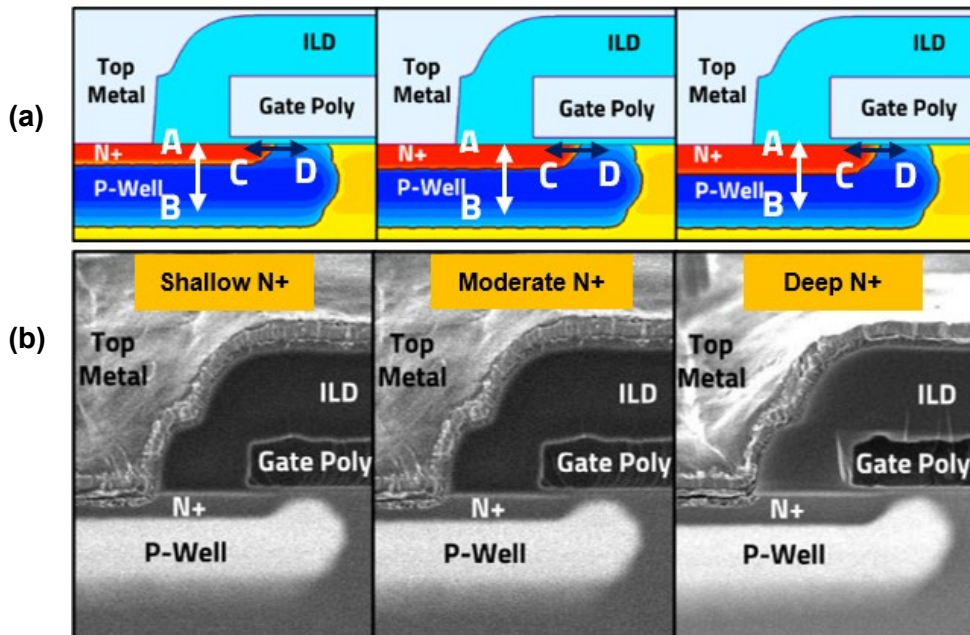 (a)
Top
Metal
ILD
Gate Poly
N+
A
P-Well
C
D
B
Top
Metal
ILD
Gate Poly
N+
A
P-Well
C
D
B
Top
Metal
ILD
Gate Poly
N+
A
P-Well
C
D
B
(b)
Shallow N+
Top
Metal
ILD
Gate Poly
N+
P-Well
Moderate N+
Top
Metal
ILD
Gate Poly
N+
P-Well
Deep N+
Top
Metal
ILD
Gate Poly
N+
P-Well